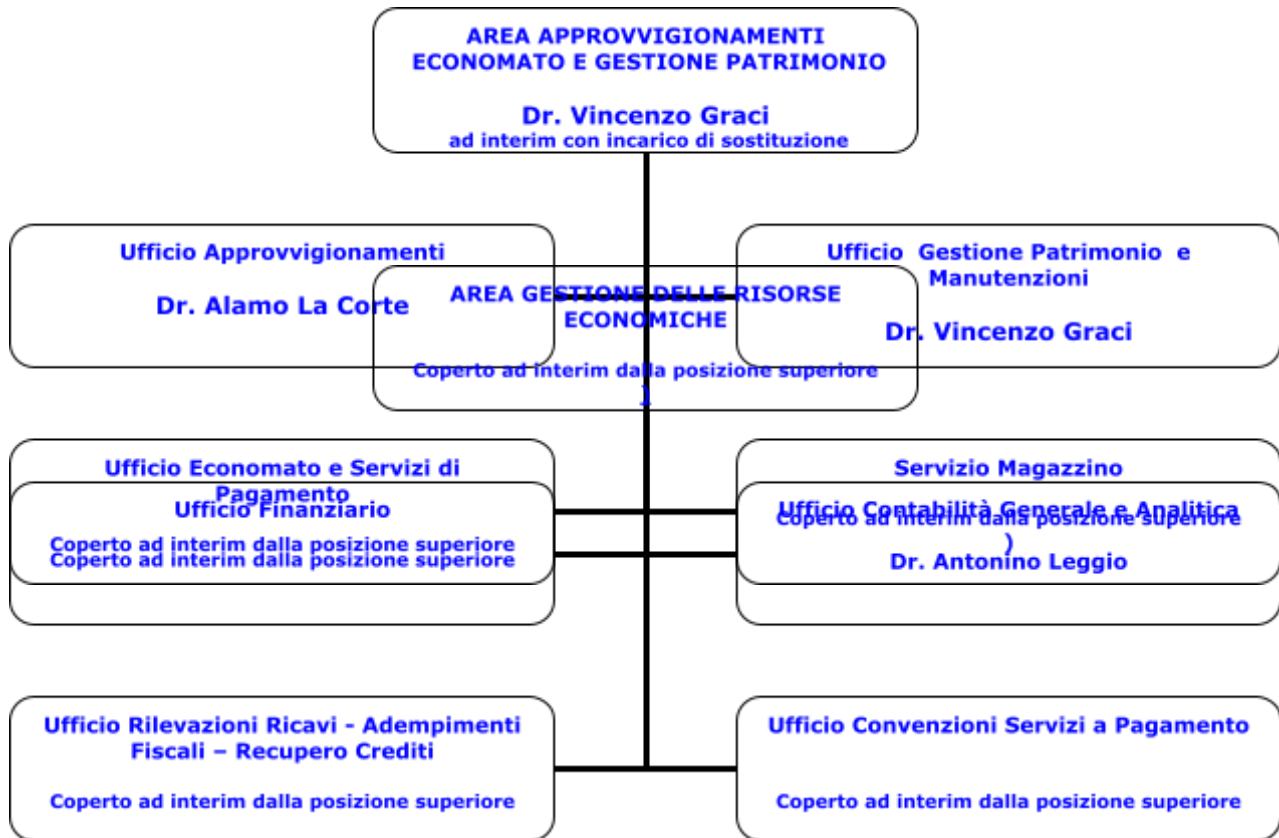 AREA APPROVVIGIONAMENTI
ECONOMATO E GESTIONE PATRIMONIO
Dr. Vincenzo Graci
ad interim con incarico di sostituzione
Ufficio Approvvigionamenti
Dr. Alamo La Corte
Ufficio Gestione Patrimonio e
Manutenzioni
Dr. Vincenzo Graci
AREA GESTIONE DELLE RISORSE
ECONOMICHE
Coperto ad interim dalla posizione superiore
)
Ufficio Economato e Servizi di
Pagamento
Coperto ad interim dalla posizione superiore
Servizio Magazzino
Coperto ad interim dalla posizione superiore
)
Ufficio Finanziario
Coperto ad interim dalla posizione superiore
Ufficio Contabilità Generale e Analitica
Dr. Antonino Leggio
Ufficio Rilevazioni Ricavi - Adempimenti
Fiscali – Recupero Crediti
Coperto ad interim dalla posizione superiore
Ufficio Convenzioni Servizi a Pagamento
Coperto ad interim dalla posizione superiore